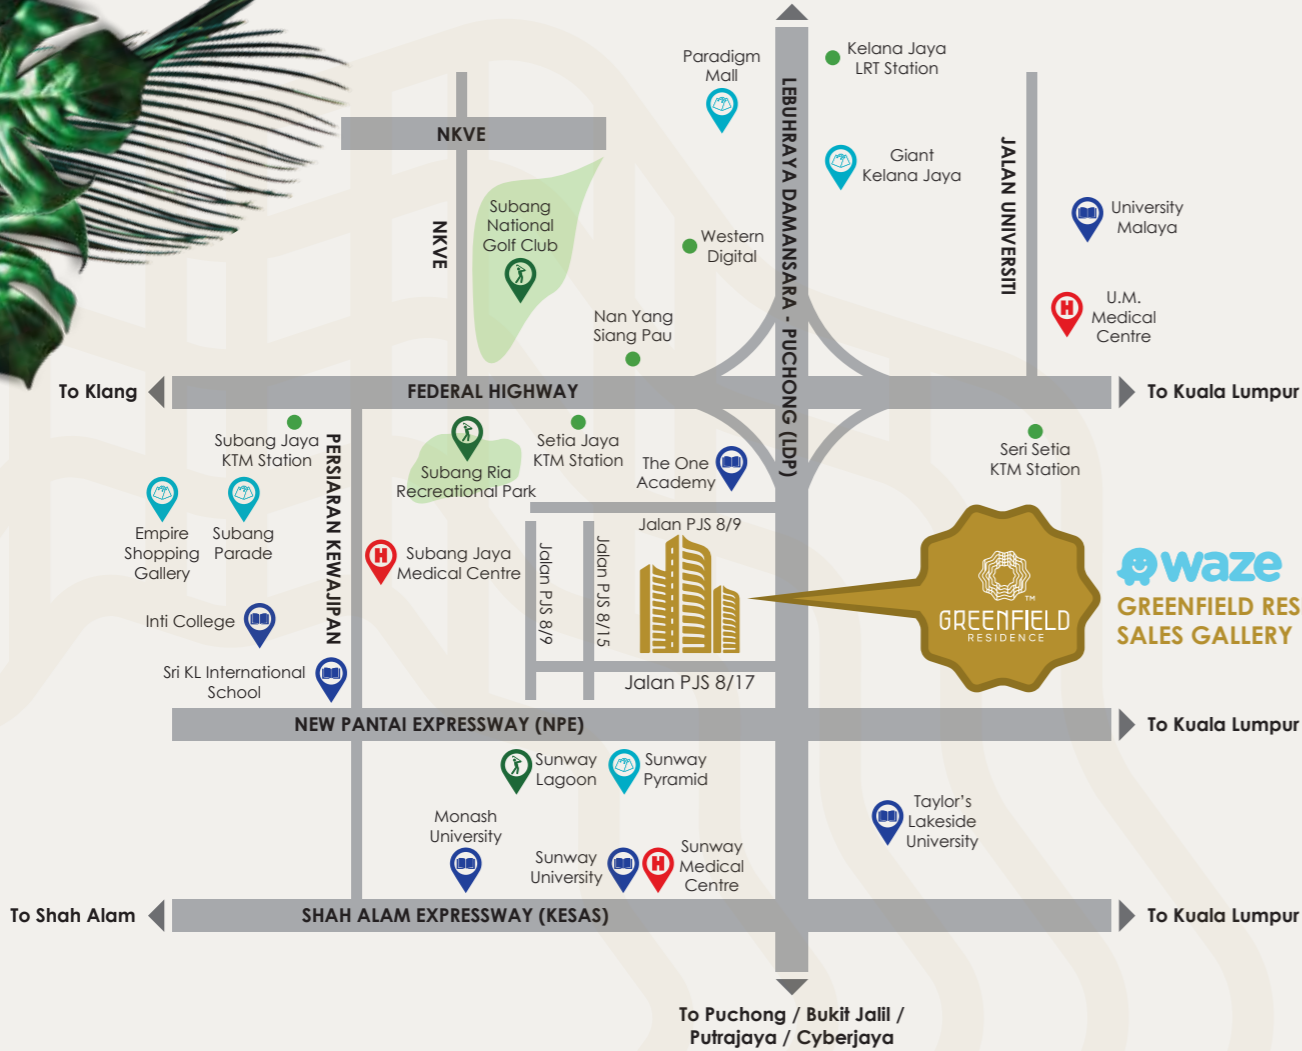 Paradigm
Mall
Kelana Jaya
LRT Station
NKVE
LEBUHRAYA DAMANSARA - PUCHONG (LDP)
Giant
Kelana Jaya
JALAN UNIVERSITI
University
Malaya
Subang
National
Golf Club
NKVE
Western
Digital
U.M.
Medical
Centre
Nan Yang
Siang Pau
To Klang
FEDERAL HIGHWAY
To Kuala Lumpur
Subang Jaya
KTM Station
PERSIARAN KEWAJIPAN
Subang Ria
Recreational Park
Setia Jaya
KTM Station
The One
Academy
Seri Setia
KTM Station
Empire
Shopping
Gallery
Subang
Parade
Subang Jaya
Medical Centre
Jalan PJS 8/9
Jalan PJS 8/9
Jalan PJS 8/15
GREENFIELD
TM
RESIDENCE
waze
GREENFIELD RES
SALES GALLERY
Inti College
Sri KL International
School
Jalan PJS 8/17
NEW PANTAI EXPRESSWAY (NPE)
To Kuala Lumpur
Sunway
Lagoon
Sunway
Pyramid
Monash
University
Sunway
University
Sunway
Medical
Centre
Taylor's
Lakeside
University
To Shah Alam
SHAH ALAM EXPRESSWAY (KESAS)
To Kuala Lumpur
To Puchong / Bukit Jalil /
Putrajaya / Cyberjaya